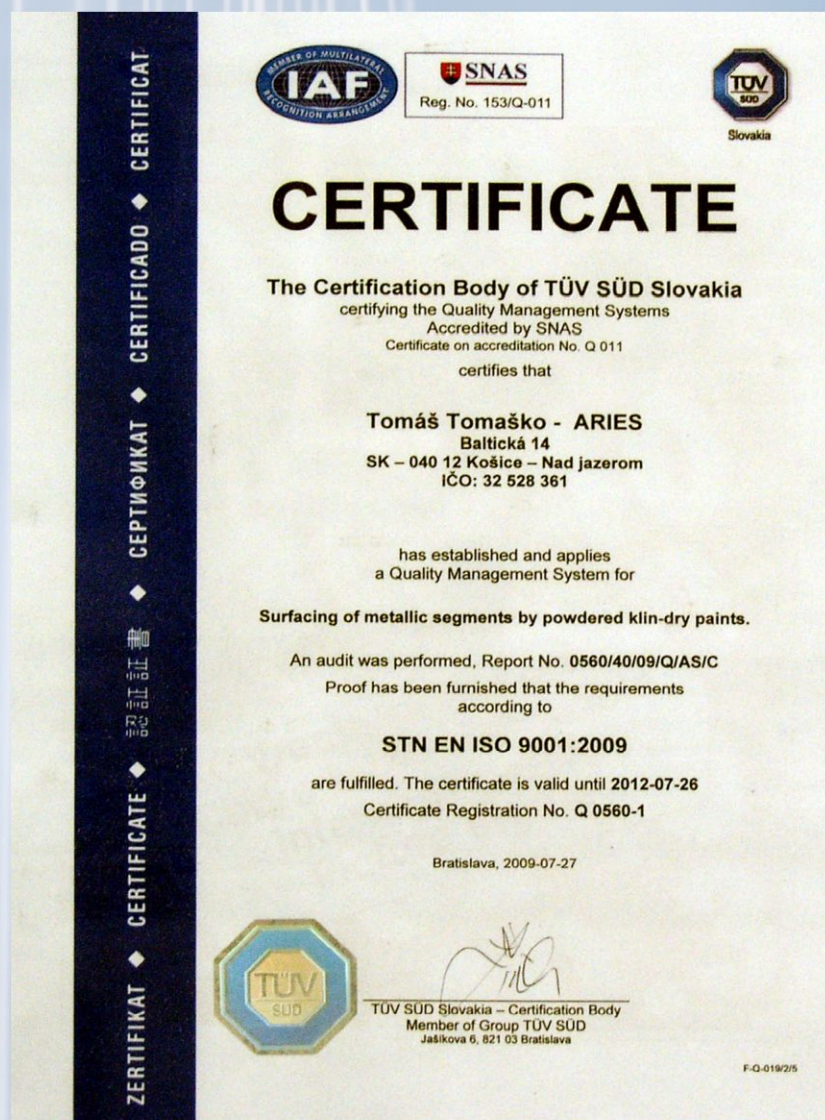 MEMBER OF MULTILATERAL
IAF
RECOGNITION ARRANGEMENT
SNAS
Reg. No. 153/Q-011
TÜV
SÜD
Slovakia
CERTIFICATE
The Certification Body of TÜV SÜD Slovakia
certifying the Quality Management Systems
Accredited by SNAS
Certificate on accreditation No. Q 011
certifies that
Tomáš Tomaško - ARIES
Baltická 14
SK – 040 12 Košice – Nad jazerom
IČO: 32 528 361
has established and applies
a Quality Management System for
Surfacing of metallic segments by powdered klin-dry paints.
An audit was performed, Report No. 0560/40/09/Q/AS/C
Proof has been furnished that the requirements
according to
STN EN ISO 9001:2009
are fulfilled. The certificate is valid until 2012-07-26
Certificate Registration No. Q 0560-1
Bratislava, 2009-07-27
TÜV
SÜD
TÜV SÜD Slovakia – Certification Body
Member of Group TÜV SÜD
Jašíkova 6, 821 03 Bratislava
F-Q-019/2/5
ZERTIFIKAT ◆ CERTIFICATE ◆ 認証証書 ◆ СЕРТИФИКАТ ◆ CERTIFICADO ◆ CERTIFICAT